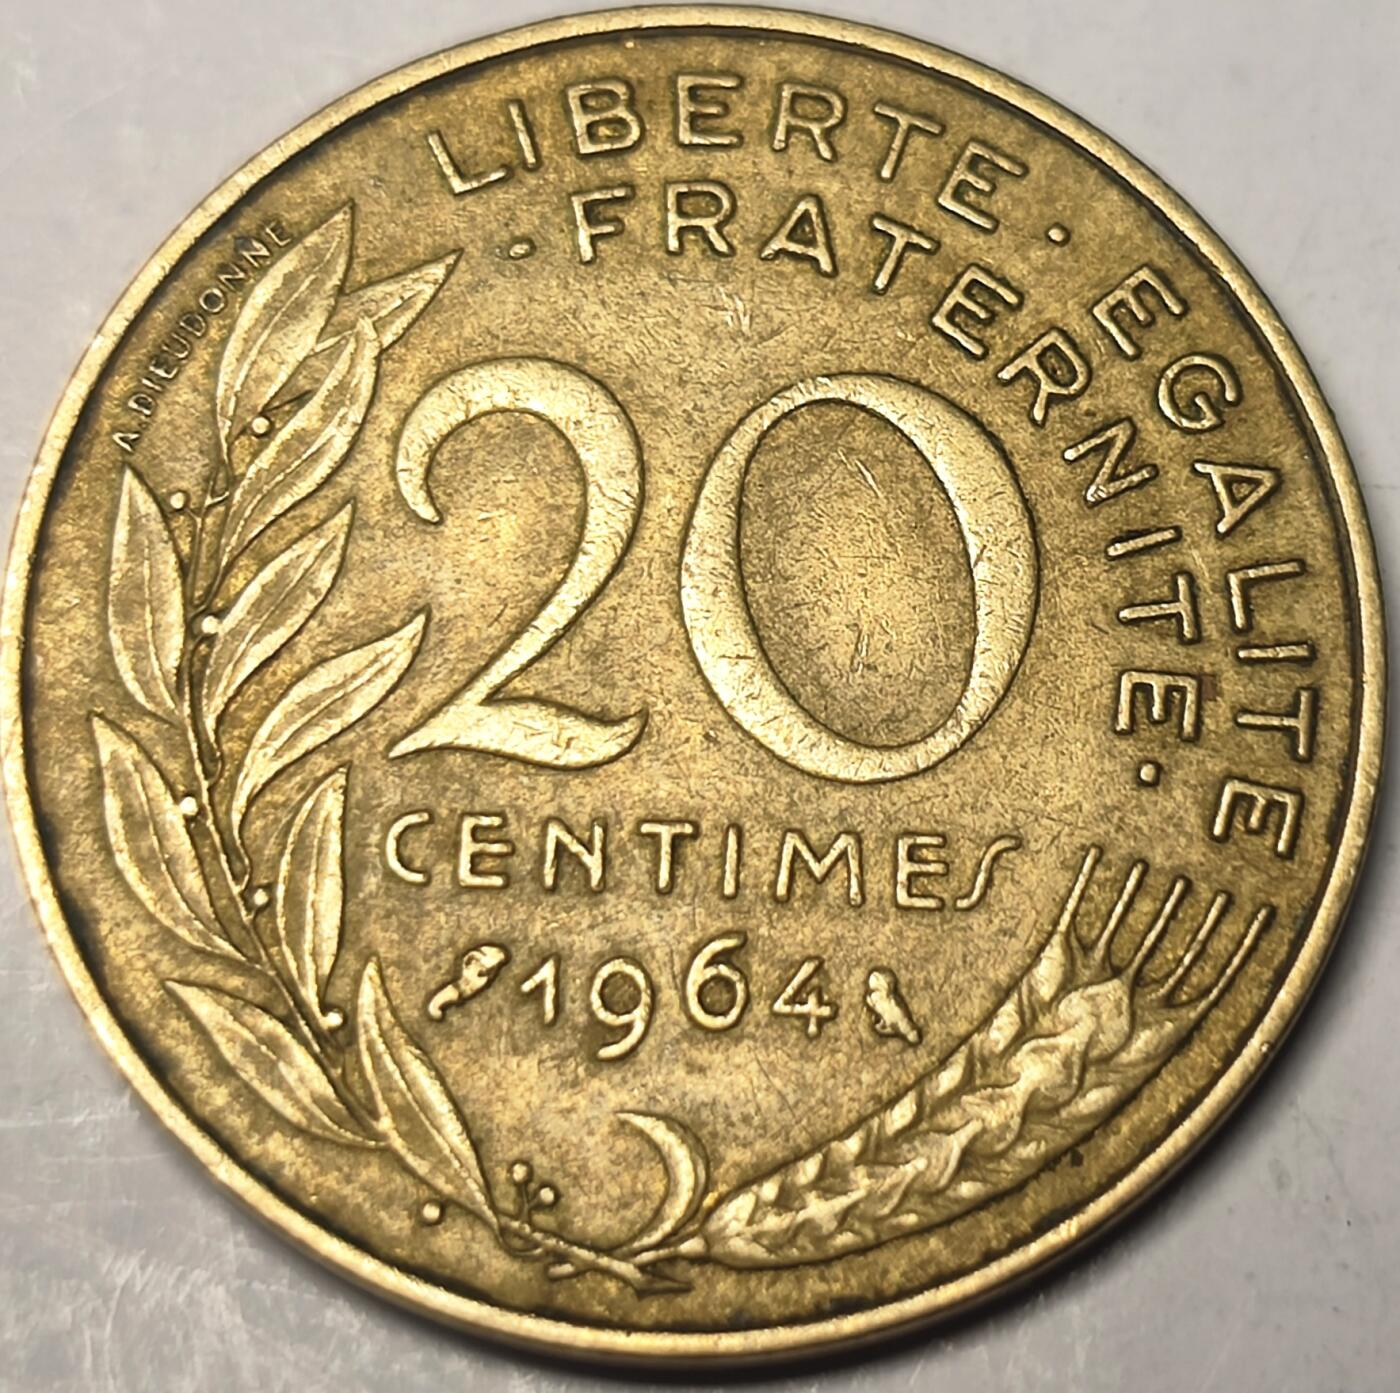 LIBERTE · EGALITE
· FRATERNITE ·
A.DIEUDONNE
20
CENTIMES
1964